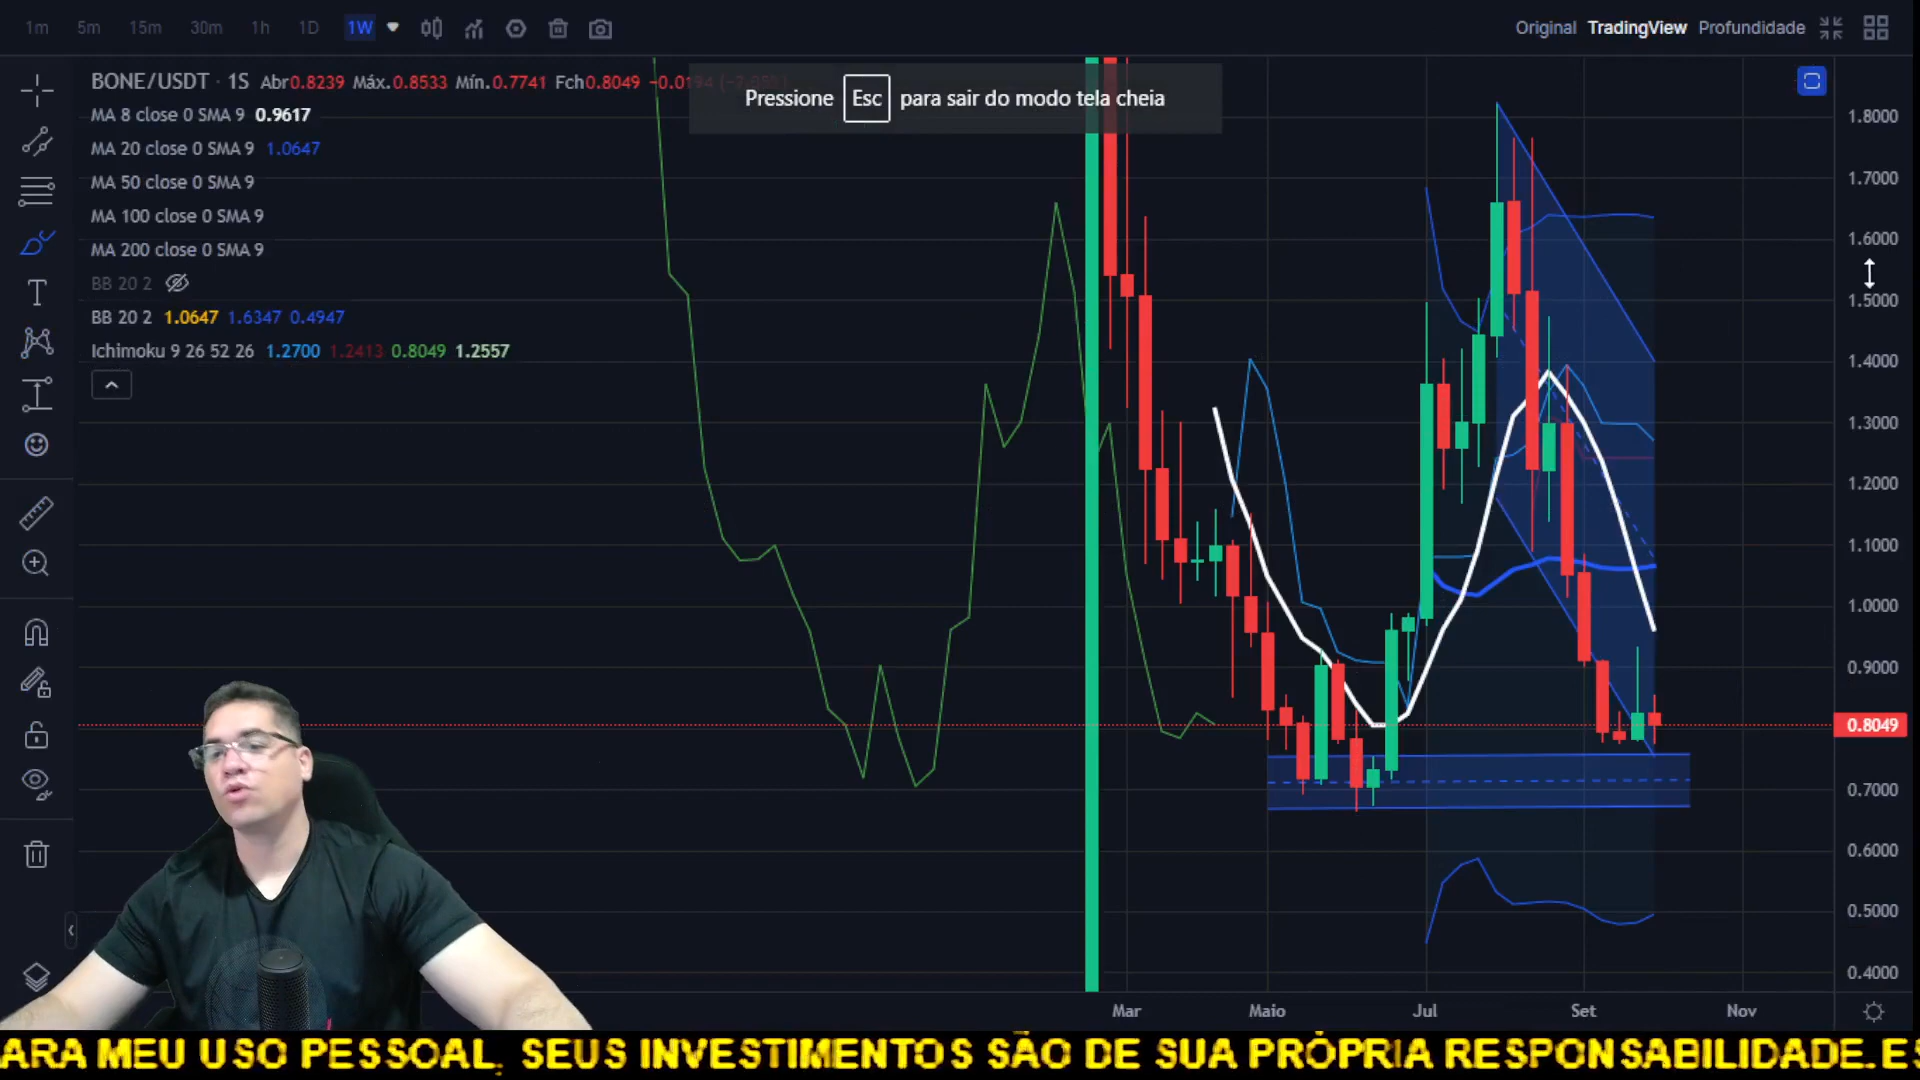 1m 5m 15m 30m 1h 1D 1W
Original TradingView Profundidade
BONE/USDT · 1S Abr0.8239 Máx.0.8533 Mín.0.7741 Fch0.8049 −0.0194
MA 8 close 0 SMA 9 0.9617
MA 20 close 0 SMA 9 1.0647
MA 50 close 0 SMA 9
MA 100 close 0 SMA 9
MA 200 close 0 SMA 9
BB 20 2
BB 20 2 1.0647 1.6347 0.4947
Ichimoku 9 26 52 26 1.2700 1.2413 0.8049 1.2557
Pressione Esc para sair do modo tela cheia
1.8000
1.7000
1.6000
1.5000
1.4000
1.3000
1.2000
1.1000
1.0000
0.9000
0.8049
0.7000
0.6000
0.5000
0.4000
Mar Maio Jul Set Nov
ARA MEU USO PESSOAL, SEUS INVESTIMENTOS SÃO DE SUA PRÓPRIA RESPONSABILIDADE.ES